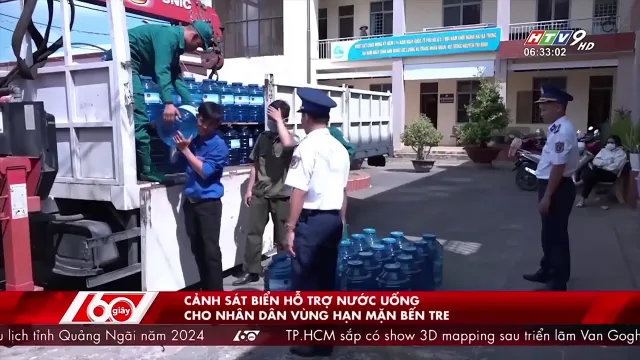 UNIC
HTV9 HD
06:33:02
60 giây
CẢNH SÁT BIỂN HỖ TRỢ NƯỚC UỐNG
CHO NHÂN DÂN VÙNG HẠN MẶN BẾN TRE
u lịch tỉnh Quảng Ngãi năm 2024
TP.HCM sắp có show 3D mapping sau triển lãm Van Gogh